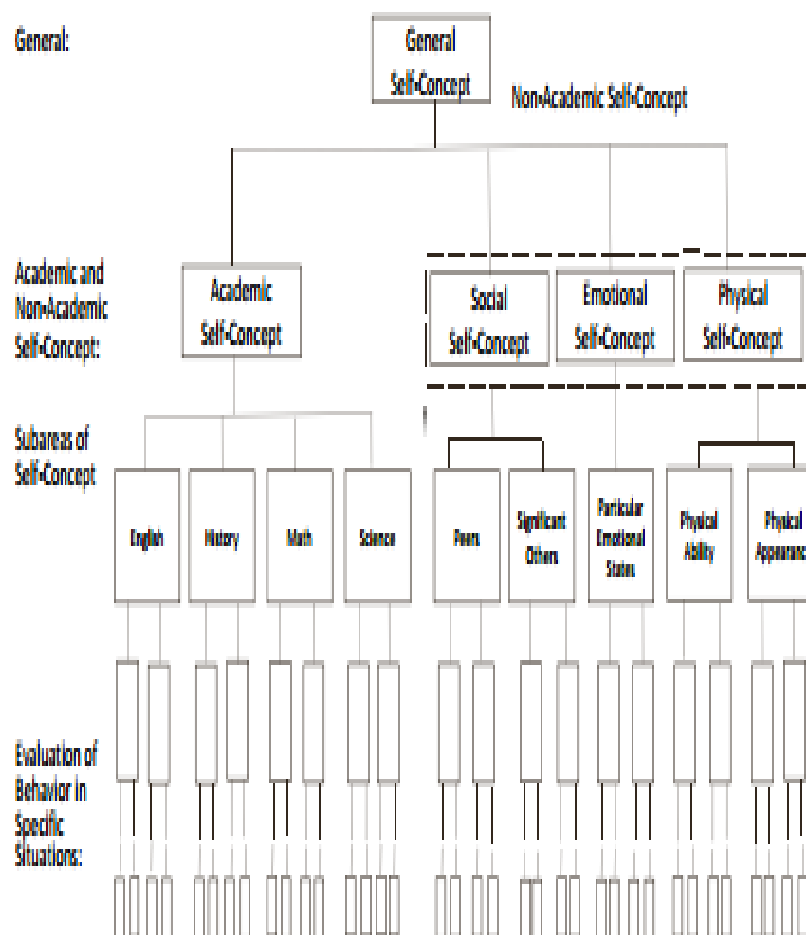 General:
General
Self-Concept
Non-Academic Self-Concept
Academic and
Non-Academic
Self-Concept:
Academic
Self-Concept
Social
Self-Concept
Emotional
Self-Concept
Physical
Self-Concept
Subareas of
Self-Concept
English
History
Math
Science
Peers
Significant
Others
Particular
Emotional
States
Physical
Ability
Physical
Appearanc
Evaluation of
Behavior in
Specific
Situations: